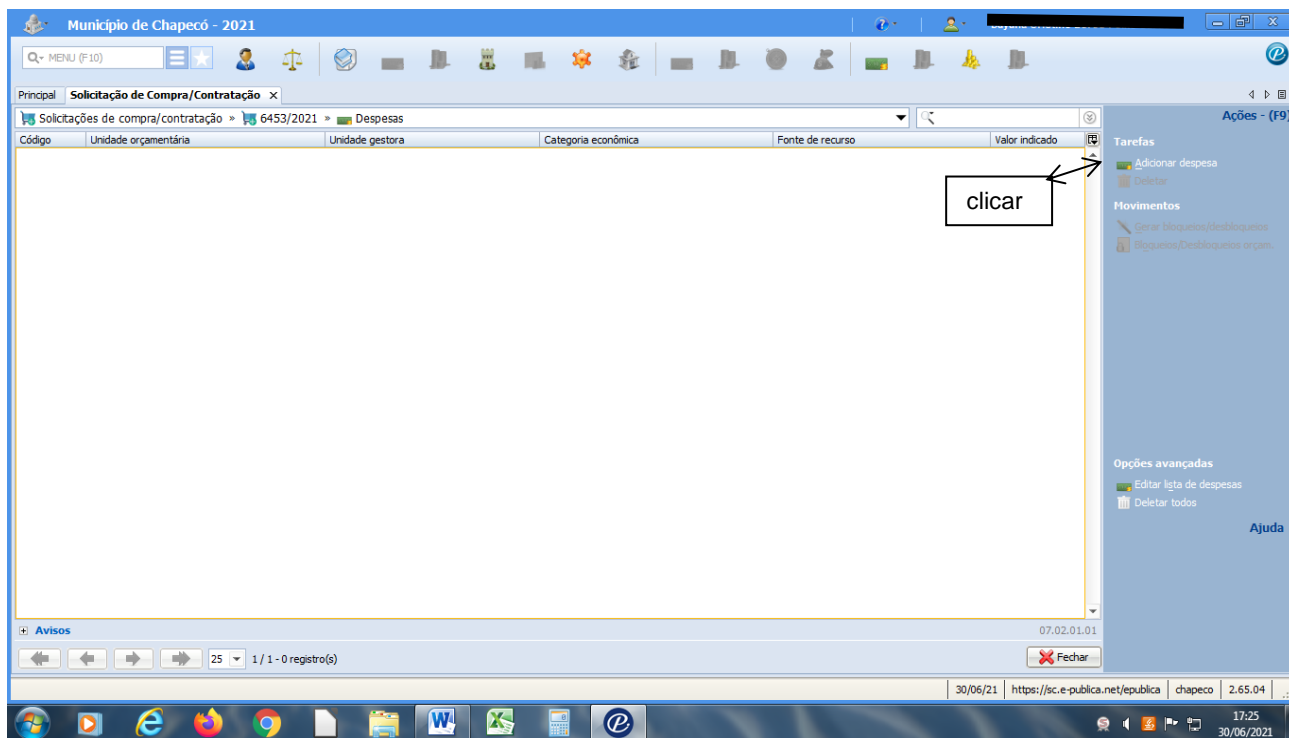 Município de Chapecó - 2021
MENU (F10)
Principal Solicitação de Compra/Contratação
Solicitações de compra/contratação » 6453/2021 » Despesas
Ações - (F9)
Código Unidade orçamentária Unidade gestora Categoria econômica Fonte de recurso Valor indicado
Tarefas
Adicionar despesa
Deletar
clicar
Movimentos
Gerar bloqueios/desbloqueios
Bloqueios/Desbloqueios orçam.
Opções avançadas
Editar lista de despesas
Deletar todos
Ajuda
Avisos 07.02.01.01
25 1 / 1 - 0 registro(s) Fechar
30/06/21 https://sc.e-publica.net/epublica chapeco 2.65.04
17:25
30/06/2021